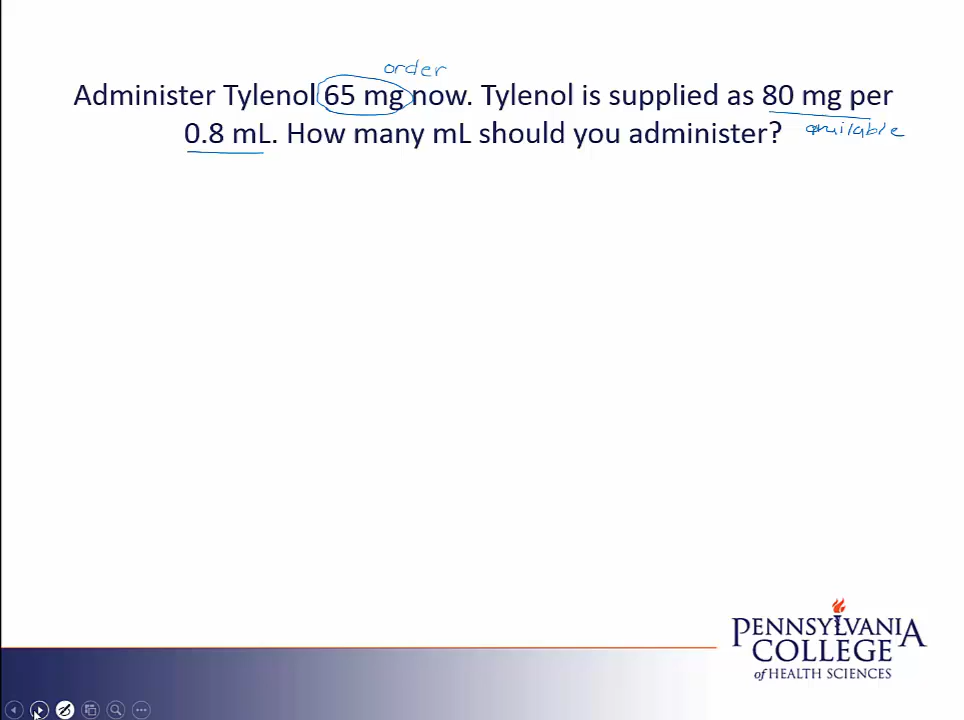 order
Administer Tylenol 65 mg now. Tylenol is supplied as 80 mg per
0.8 mL. How many mL should you administer?
available
PENNSYLVANIA
COLLEGE
of HEALTH SCIENCES